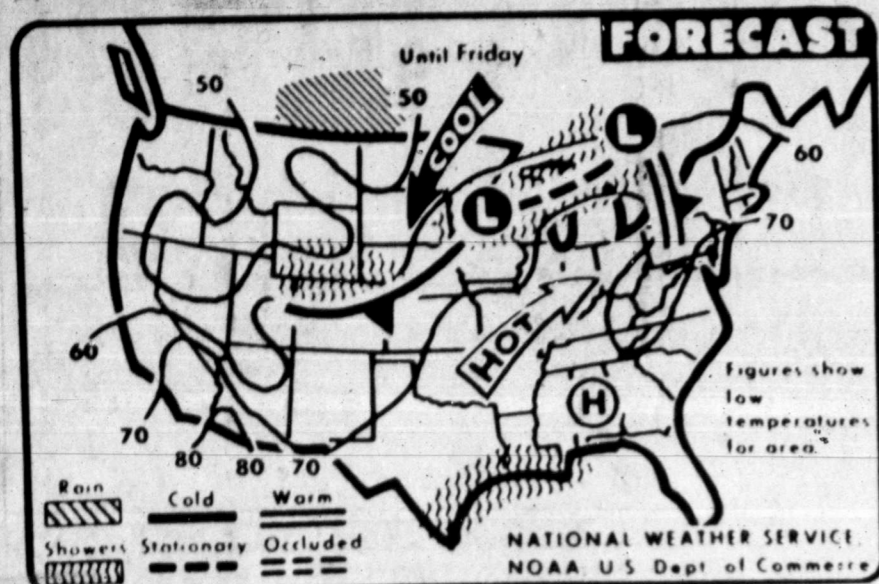 FORECAST
Until Friday
50
50
COOL
L
L
60
70
HOT
H
60
70
80
80
70
Figures show
low
temperatures
for area.
Rain
Cold
Warm
Showers
Stationary
Occluded
NATIONAL WEATHER SERVICE,
NOAA, U.S. Dept. of Commerce